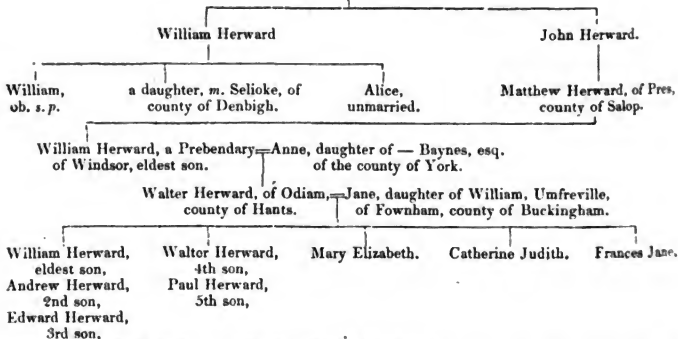 William Herward
John Herward.
William,
ob. s. p.
a daughter, m. Selioke, of
county of Denbigh.
Alice,
unmarried.
Matthew Herward, of Pres,
county of Salop.
William Herward, a Prebendary=Anne, daughter of — Baynes, esq.
of Windsor, eldest son.
of the county of York.
Walter Herward, of Odiam,=Jane, daughter of William, Umfreville,
county of Hants.
of Fownham, county of Buckingham.
William Herward,
eldest son,
Andrew Herward,
2nd son,
Edward Herward,
3rd son,
Waltor Herward,
4th son,
Paul Herward,
5th son,
Mary Elizabeth.
Catherine Judith.
Frances Jane.